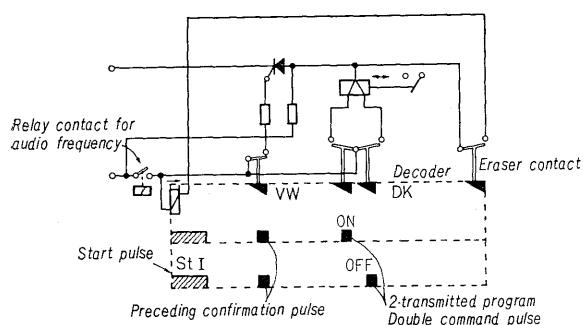 Relay contact for
audio frequency
Decoder
Eraser contact
VW
DK
ON
Start pulse
St I
OFF
Preceding confirmation pulse
2-transmitted program
Double command pulse